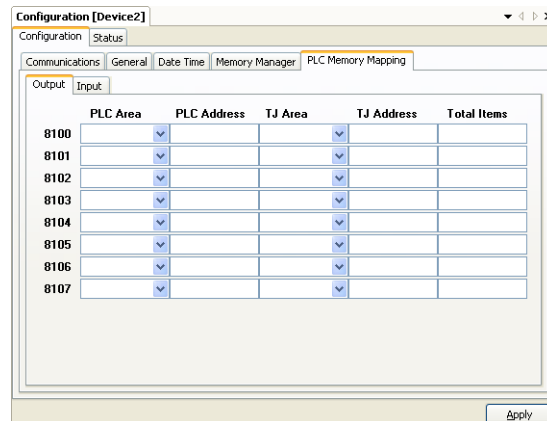 Configuration [Device2]
Configuration Status
Communications General Date Time Memory Manager PLC Memory Mapping
Output Input
PLC Area PLC Address TJ Area TJ Address Total Items
8100
8101
8102
8103
8104
8105
8106
8107
Apply